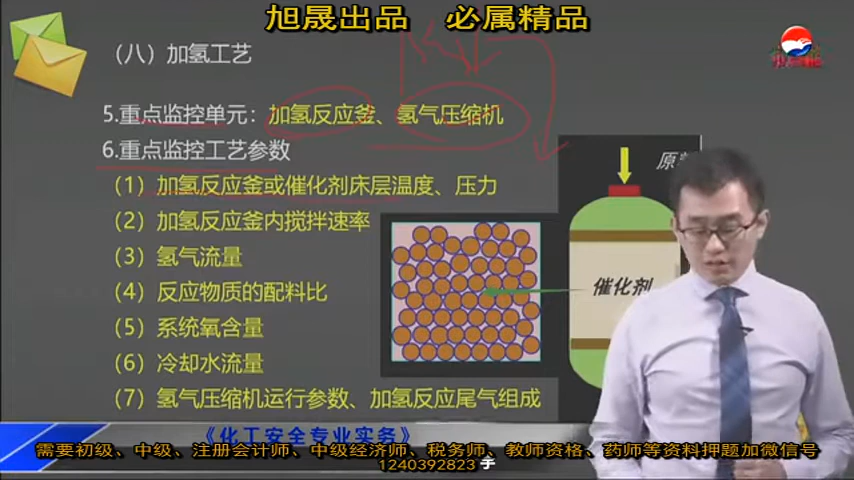 旭晟出品 必属精品
（八）加氢工艺
5.重点监控单元：加氢反应釜、氢气压缩机
6.重点监控工艺参数
（1）加氢反应釜或催化剂床层温度、压力
（2）加氢反应釜内搅拌速率
（3）氢气流量
（4）反应物质的配料比
（5）系统氧含量
（6）冷却水流量
（7）氢气压缩机运行参数、加氢反应尾气组成
原
催化剂
《化工安全专业实务》
需要初级、中级、注册会计师、中级经济师、税务师、教师资格、药师等资料押题加微信号
1240392823